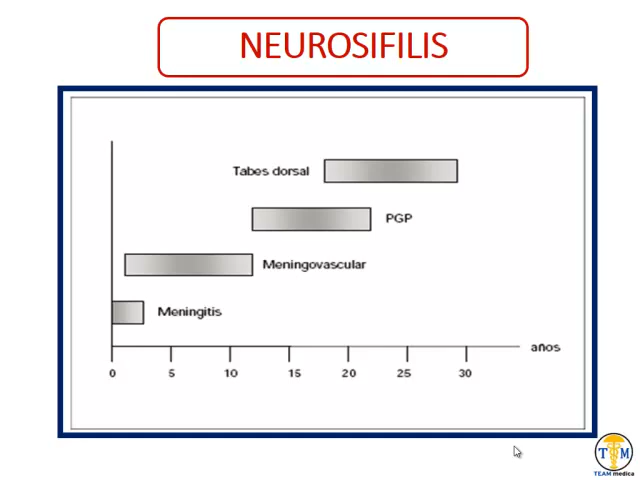 NEUROSIFILIS
Tabes dorsal
PGP
Meningovascular
Meningitis
años
0 5 10 15 20 25 30
T M
TEAM medica